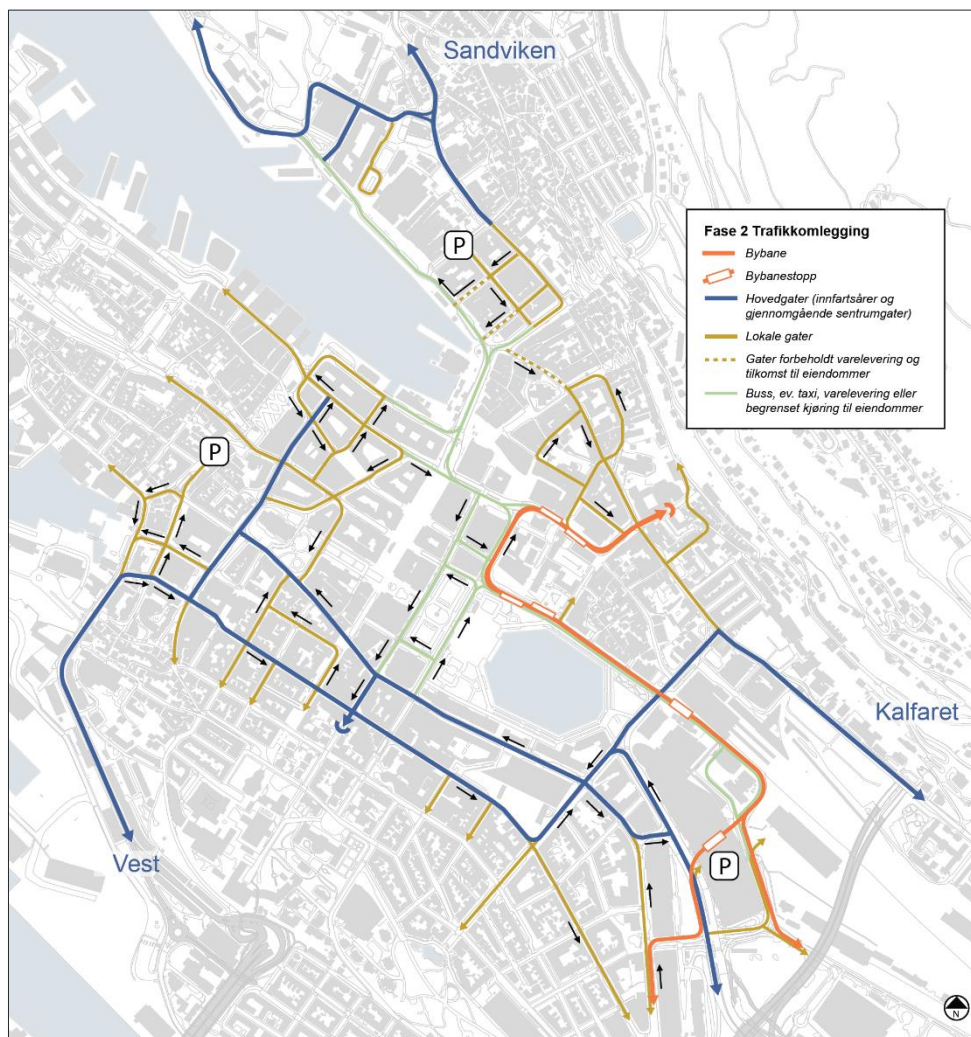 Sandviken
Fase 2 Trafikkomlegging
Bybane
Bybanestopp
Hovedgater (innfartsårer og
gjennomgående sentrumgater)
Lokale gater
Gater forbeholdt varelevering og
tilkomst til eiendommer
Buss, ev. taxi, varelevering eller
begrenset kjøring til eiendommer
P
P
Kalfaret
Vest
P
N